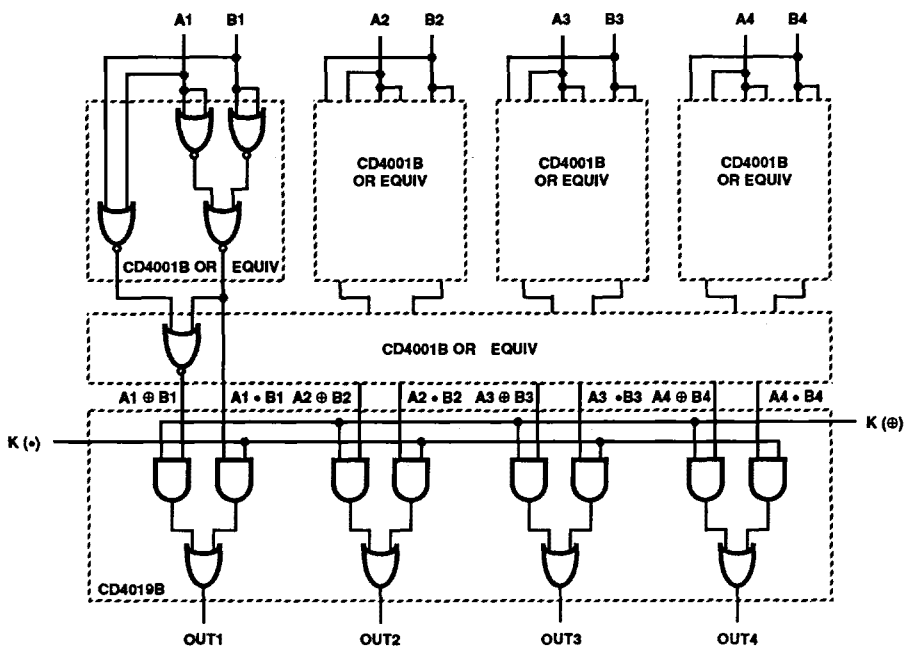 A1 B1 A2 B2 A3 B3 A4 B4
CD4001B
OR EQUIV
CD4001B
OR EQUIV
CD4001B
OR EQUIV
CD4001B OR EQUIV
CD4001B OR EQUIV
A1 ⊕ B1 A1 • B1 A2 ⊕ B2 A2 • B2 A3 ⊕ B3 A3 •B3 A4 ⊕ B4 A4 • B4
K (⊕)
K (•)
CD4019B
OUT1 OUT2 OUT3 OUT4